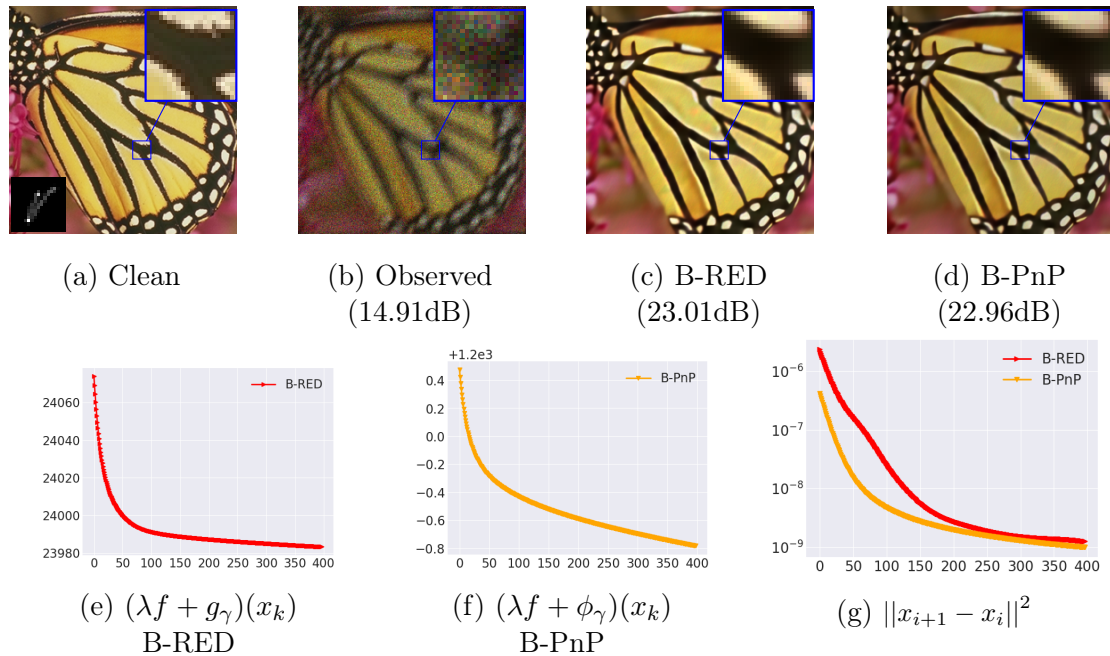 (a) Clean
(b) Observed
(14.91dB)
(c) B-RED
(23.01dB)
(d) B-PnP
(22.96dB)
B-RED
24060
24040
24020
24000
23980
0 50 100 150 200 250 300 350 400
(e) (λf + g_γ)(x_k)
B-RED
+1.2e3
B-PnP
0.4
0.2
0.0
−0.2
−0.4
−0.6
−0.8
0 50 100 150 200 250 300 350 400
(f) (λf + ϕ_γ)(x_k)
B-PnP
B-RED
B-PnP
10^{-6}
10^{-7}
10^{-8}
10^{-9}
0 50 100 150 200 250 300 350 400
(g) ||x_{i+1} − x_i||^2